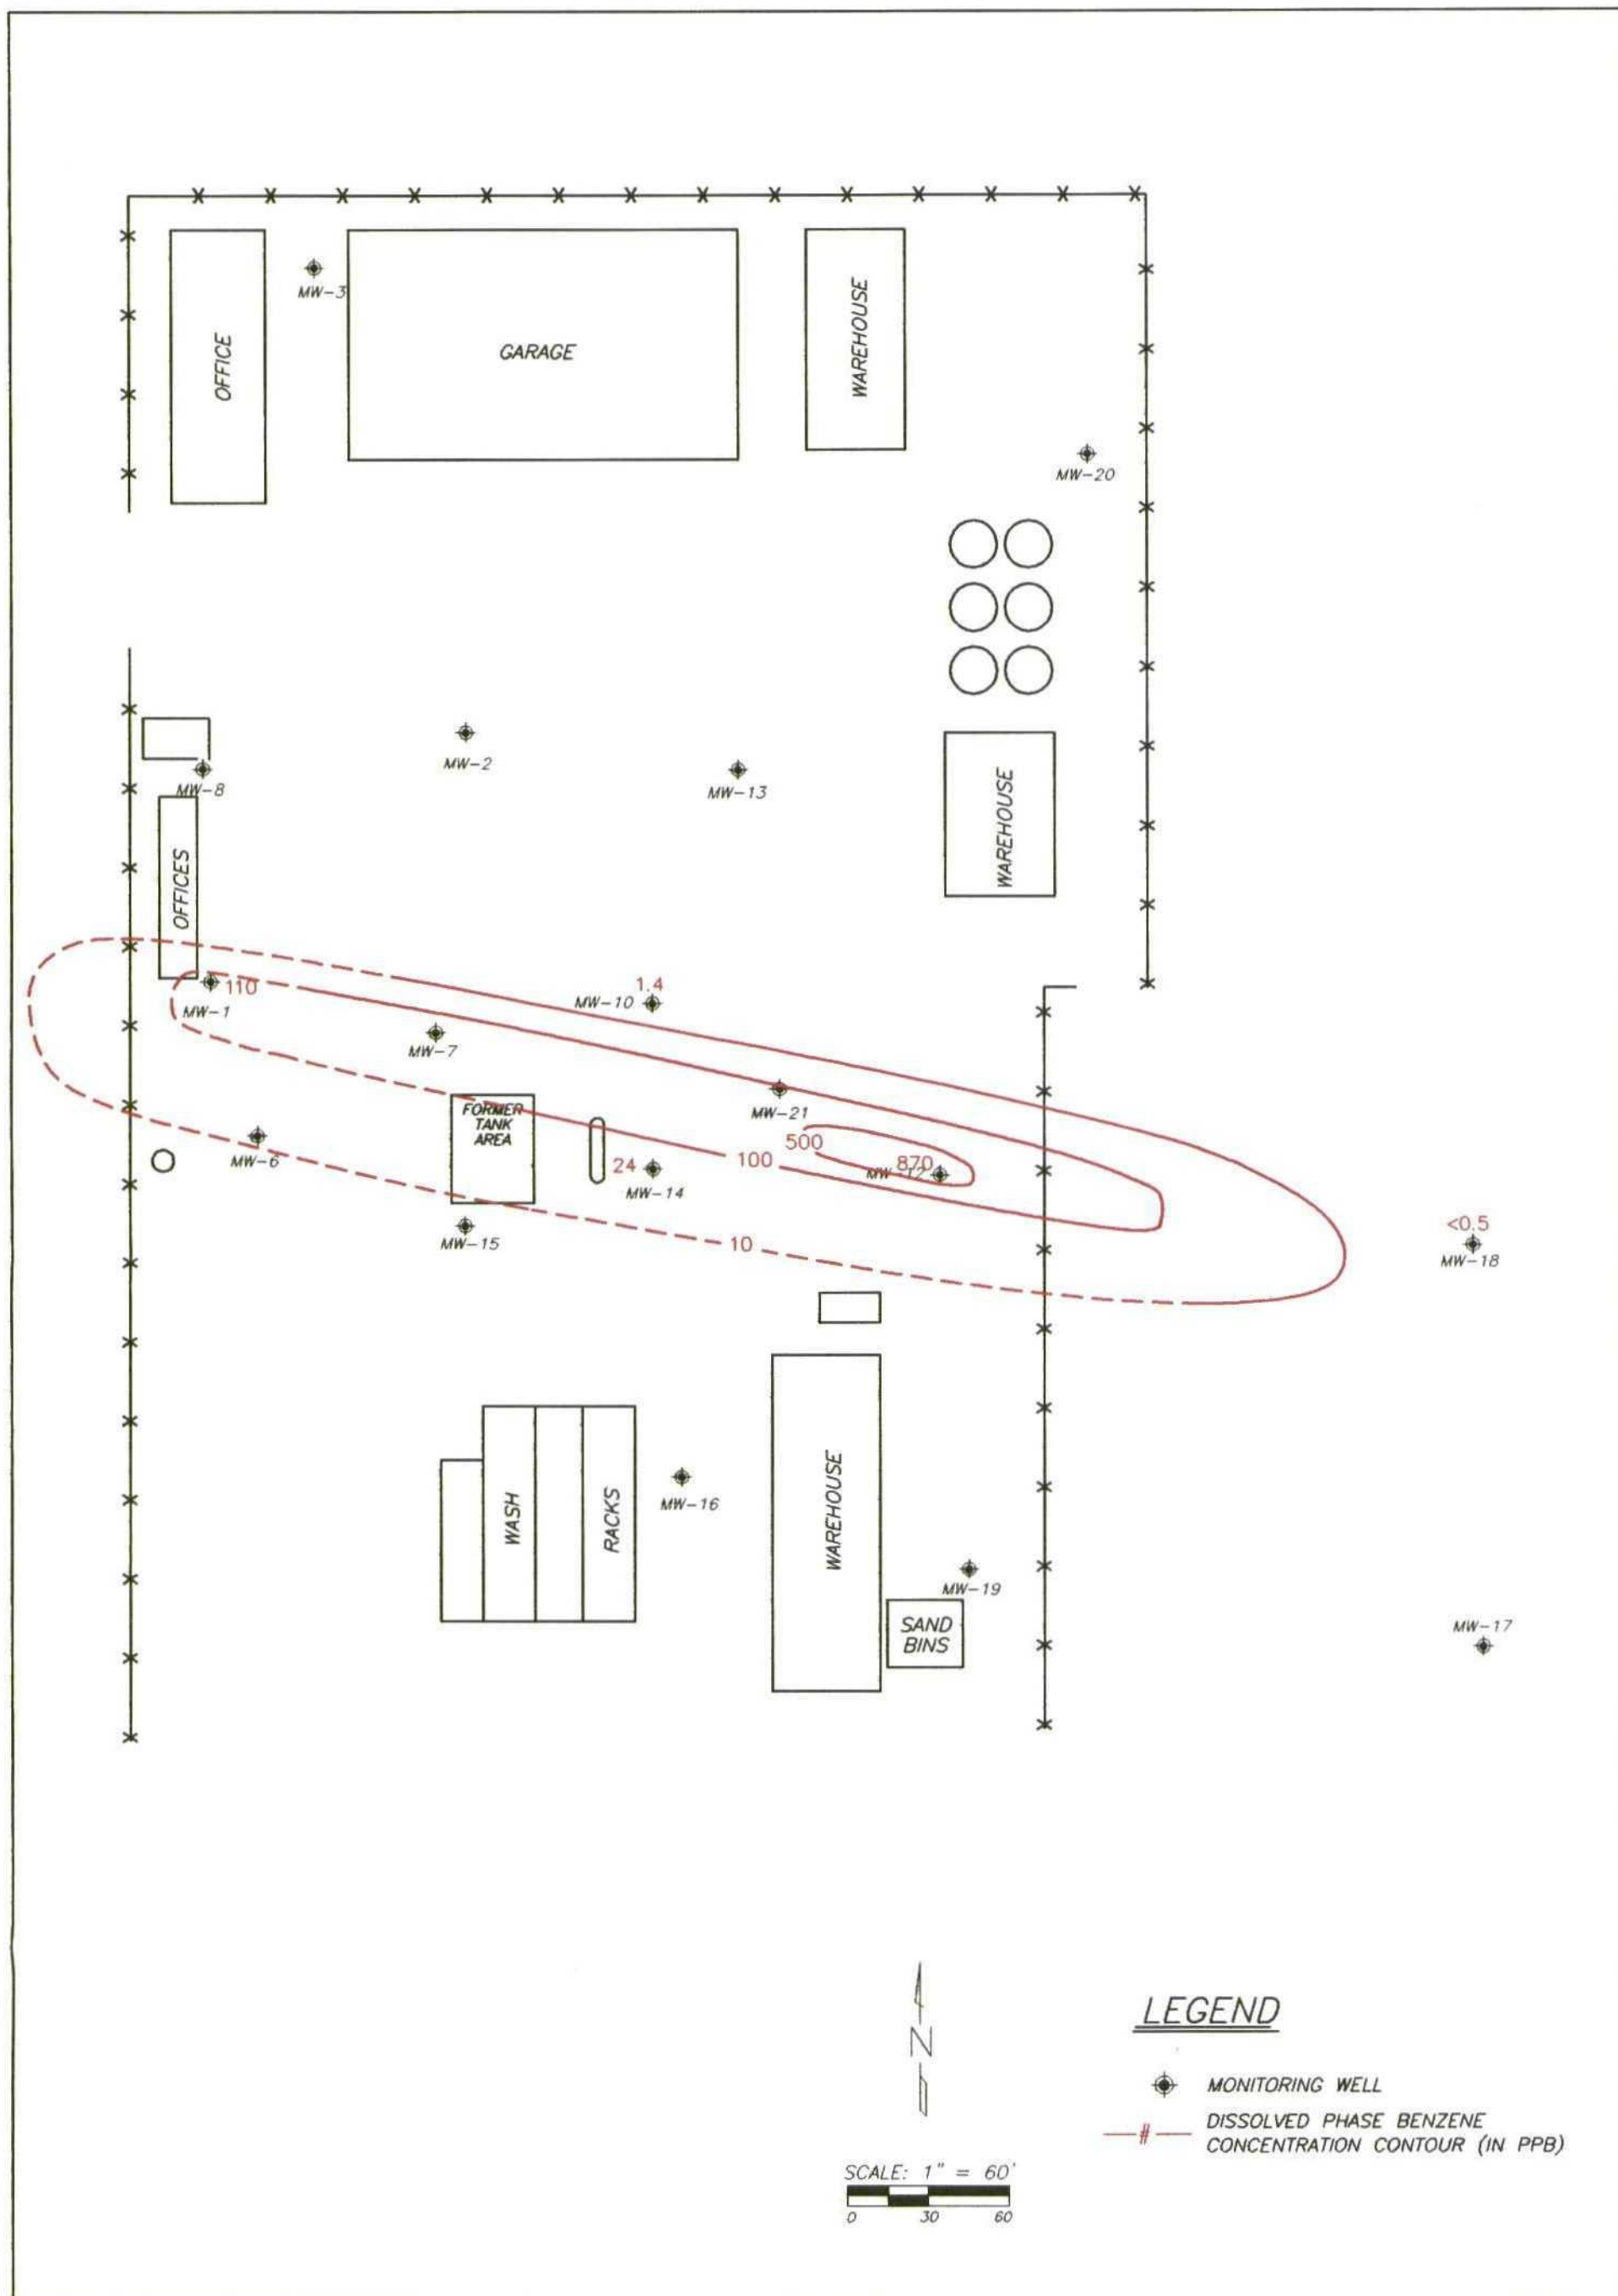 MW-3
OFFICE
GARAGE
WAREHOUSE
MW-20
MW-2
MW-13
MW-8
OFFICES
WAREHOUSE
110
MW-1
1.4
MW-10
MW-7
MW-21
FORMER
TANK
AREA
500
870
MW-12
100
24
MW-14
MW-6
MW-15
10
<0.5
MW-18
WASH
RACKS
MW-16
WAREHOUSE
MW-19
SAND
BINS
MW-17
N
LEGEND
MONITORING WELL
# DISSOLVED PHASE BENZENE
CONCENTRATION CONTOUR (IN PPB)
SCALE: 1" = 60'
0 30 60